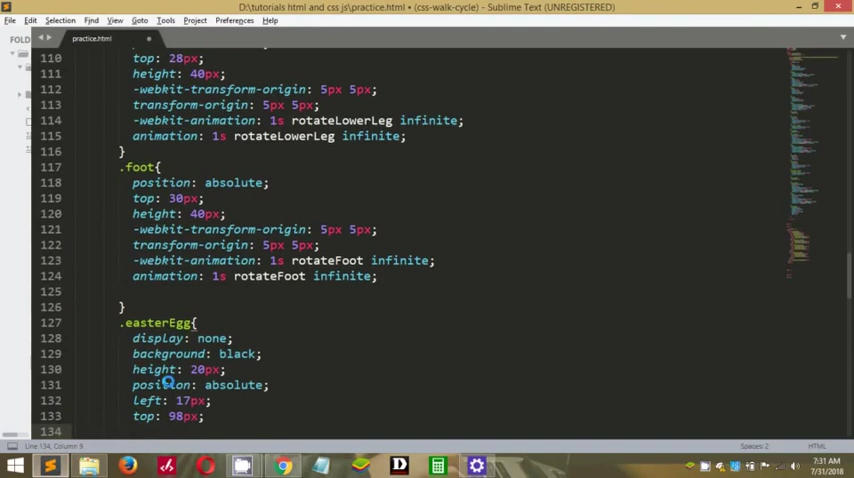 D:\tutorials html and css js\practice.html • (css-walk-cycle) - Sublime Text (UNREGISTERED)
File Edit Selection Find View Goto Tools Project Preferences Help
FOLD
practice.html
110 top: 28px;
111 height: 40px;
112 -webkit-transform-origin: 5px 5px;
113 transform-origin: 5px 5px;
114 -webkit-animation: 1s rotateLowerLeg infinite;
115 animation: 1s rotateLowerLeg infinite;
116 }
117 .foot{
118 position: absolute;
119 top: 30px;
120 height: 40px;
121 -webkit-transform-origin: 5px 5px;
122 transform-origin: 5px 5px;
123 -webkit-animation: 1s rotateFoot infinite;
124 animation: 1s rotateFoot infinite;
125
126 }
127 .easterEgg{
128 display: none;
129 background: black;
130 height: 20px;
131 position: absolute;
132 left: 17px;
133 top: 98px;
134
Line 134, Column 9 Spaces: 2 HTML
7:31 AM
7/31/2018